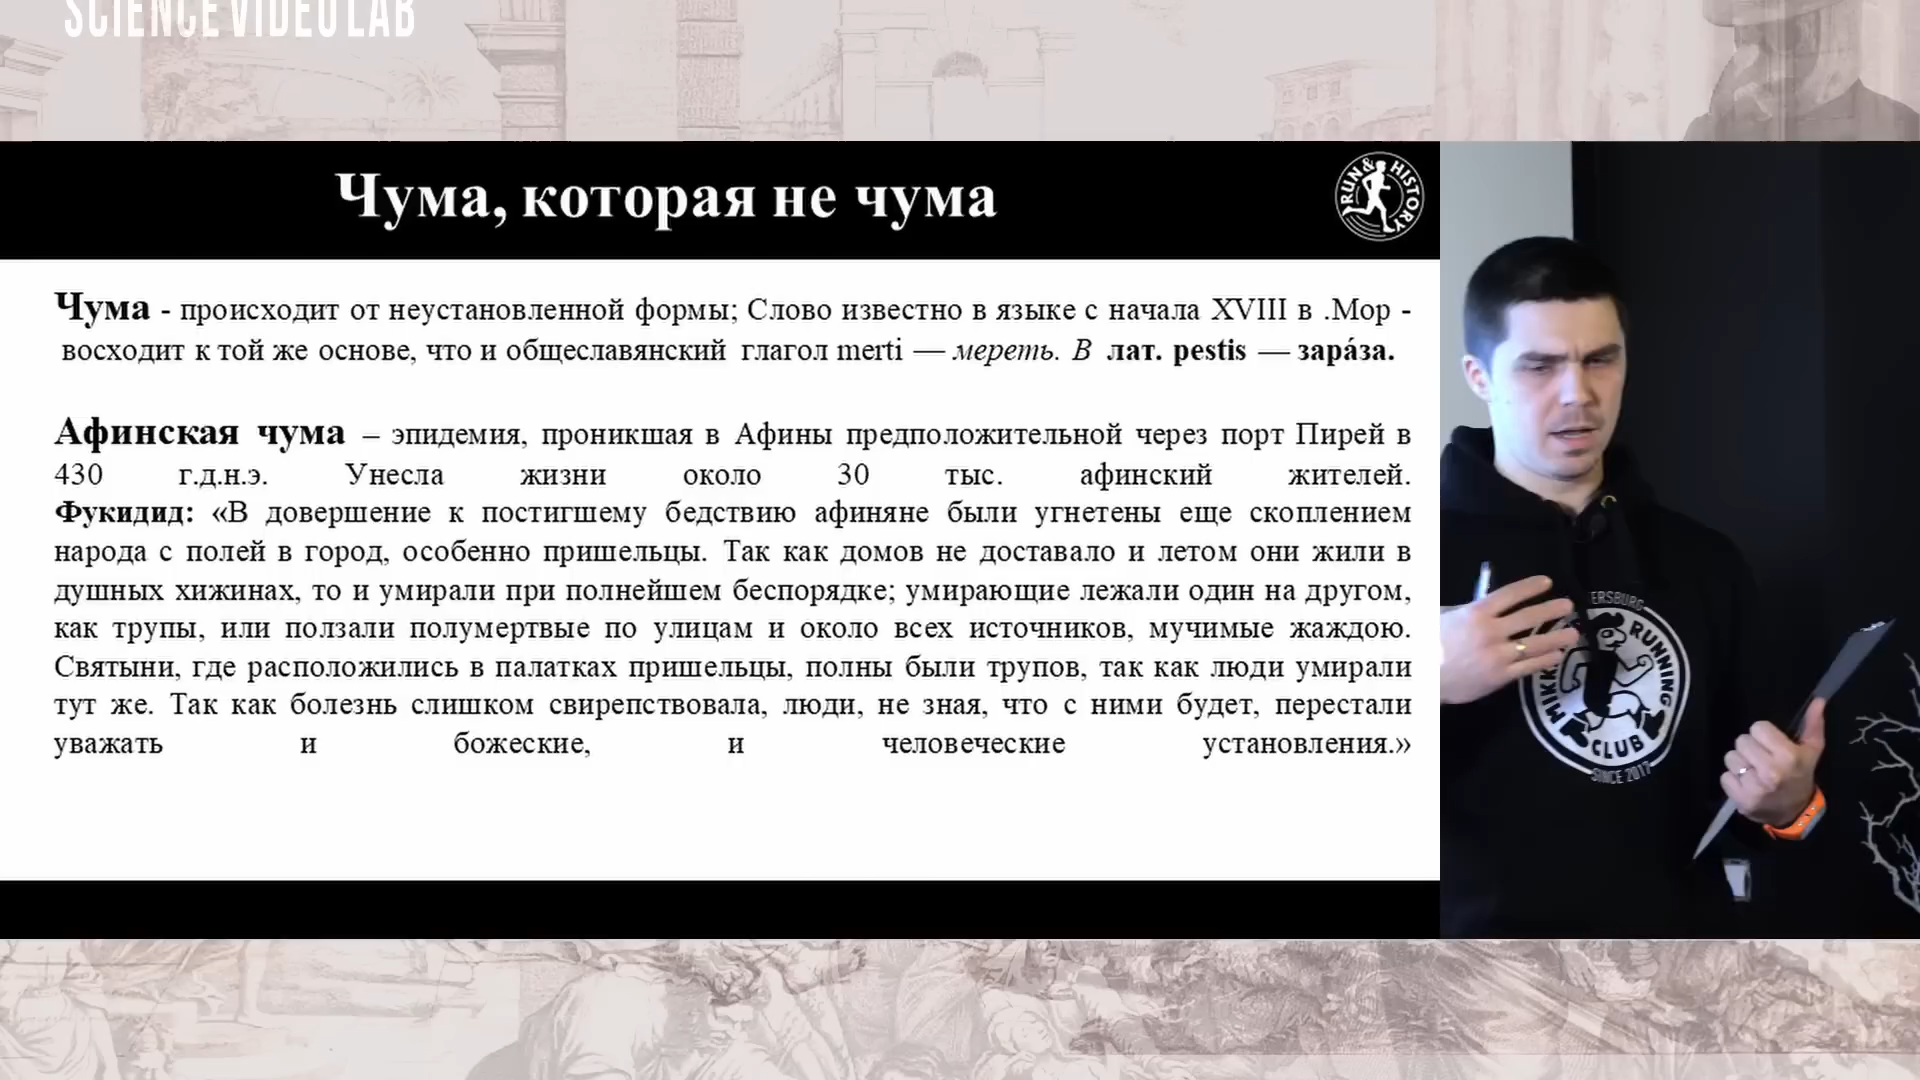 SCIENCE VIDEO LAB
Чума, которая не чума
RUN & HISTORY
Чума - происходит от неустановленной формы; Слово известно в языке с начала XVIII в .Мор -
восходит к той же основе, что и общеславянский глагол merti — мереть. В лат. pestis — зара́за.
Афинская чума – эпидемия, проникшая в Афины предположительной через порт Пирей в
430 г.д.н.э. Унесла жизни около 30 тыс. афинский жителей.
Фукидид: «В довершение к постигшему бедствию афиняне были угнетены еще скоплением
народа с полей в город, особенно пришельцы. Так как домов не доставало и летом они жили в
душных хижинах, то и умирали при полнейшем беспорядке; умирающие лежали один на другом,
как трупы, или ползали полумертвые по улицам и около всех источников, мучимые жаждою.
Святыни, где расположились в палатках пришельцы, полны были трупов, так как люди умирали
тут же. Так как болезнь слишком свирепствовала, люди, не зная, что с ними будет, перестали
уважать и божеские, и человеческие установления.»
ERSBURG
MIKK
RUNNING
CLUB
SINCE 2017